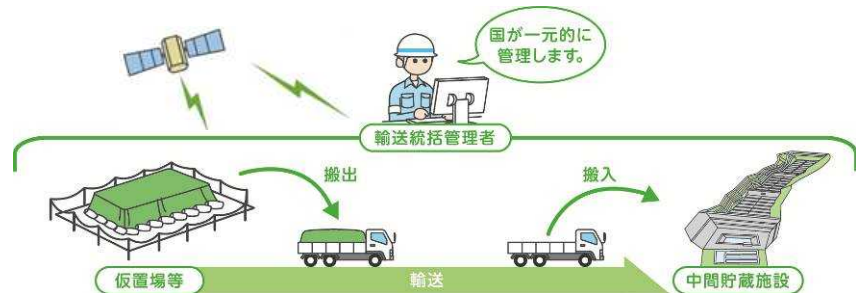 国が一元的に
管理します。
輸送統括管理者
搬出
搬入
仮置場等
輸送
中間貯蔵施設